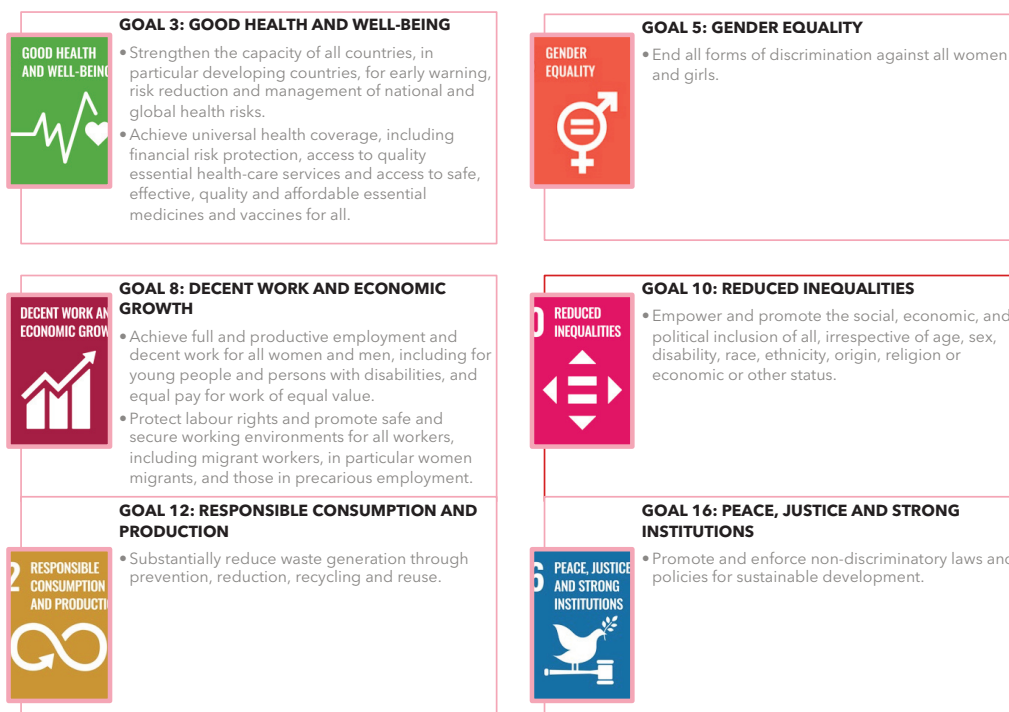 GOAL 3: GOOD HEALTH AND WELL-BEING
GOOD HEALTH
AND WELL-BEIN
• Strengthen the capacity of all countries, in
particular developing countries, for early warning,
risk reduction and management of national and
global health risks.
• Achieve universal health coverage, including
financial risk protection, access to quality
essential health-care services and access to safe,
effective, quality and affordable essential
medicines and vaccines for all.
GOAL 5: GENDER EQUALITY
GENDER
EQUALITY
• End all forms of discrimination against all women
and girls.
GOAL 8: DECENT WORK AND ECONOMIC
GROWTH
DECENT WORK AN
ECONOMIC GROW
• Achieve full and productive employment and
decent work for all women and men, including for
young people and persons with disabilities, and
equal pay for work of equal value.
• Protect labour rights and promote safe and
secure working environments for all workers,
including migrant workers, in particular women
migrants, and those in precarious employment.
GOAL 10: REDUCED INEQUALITIES
0 REDUCED
INEQUALITIES
• Empower and promote the social, economic, and
political inclusion of all, irrespective of age, sex,
disability, race, ethnicity, origin, religion or
economic or other status.
GOAL 12: RESPONSIBLE CONSUMPTION AND
PRODUCTION
2 RESPONSIBLE
CONSUMPTION
AND PRODUCTI
• Substantially reduce waste generation through
prevention, reduction, recycling and reuse.
GOAL 16: PEACE, JUSTICE AND STRONG
INSTITUTIONS
6 PEACE, JUSTICE
AND STRONG
INSTITUTIONS
• Promote and enforce non-discriminatory laws and
policies for sustainable development.